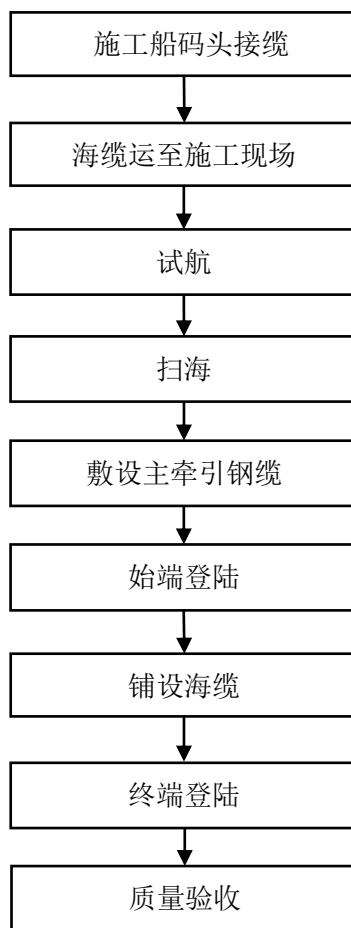 施工船码头接缆
海缆运至施工现场
试航
扫海
敷设主牵引钢缆
始端登陆
铺设海缆
终端登陆
质量验收